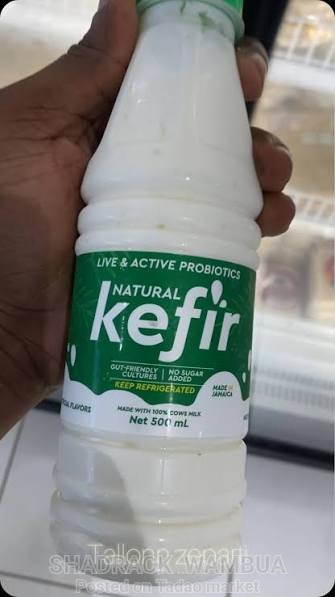 LIVE & ACTIVE PROBIOTICS
NATURAL
kefir
GUT-FRIENDLY CULTURES | NO SUGAR ADDED
KEEP REFRIGERATED
MADE IN JAMAICA
FLAVORS
MADE WITH 100% COWS MILK
Net 500 mL
SHADRACK WAMBUA
Posted on Tadao market